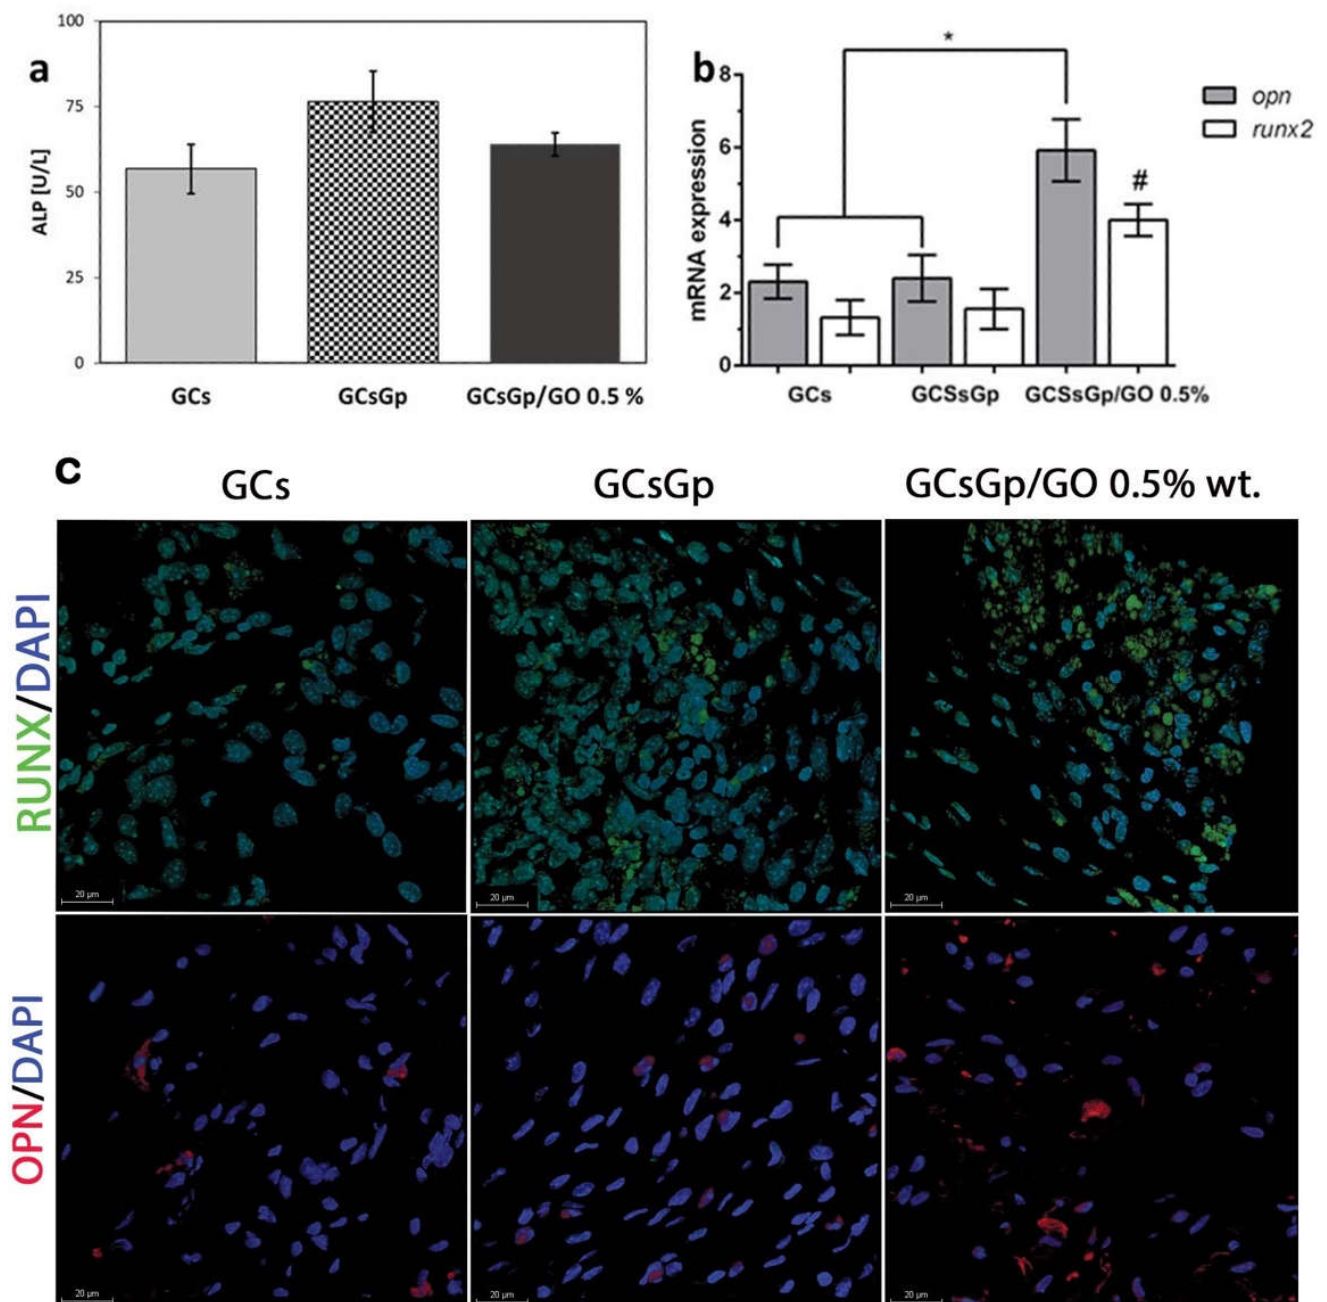 a
100
75
50
25
0
ALP [U/L]
GCs
GCsGp
GCsGp/GO 0.5 %
b
*
8
6
4
2
0
mRNA expression
#
opn
runx2
GCs
GCSsGp
GCSsGp/GO 0.5%
c
GCs
GCsGp
GCsGp/GO 0.5% wt.
RUNX/DAPI
20 µm
20 µm
20 µm
OPN/DAPI
20 µm
20 µm
20 µm